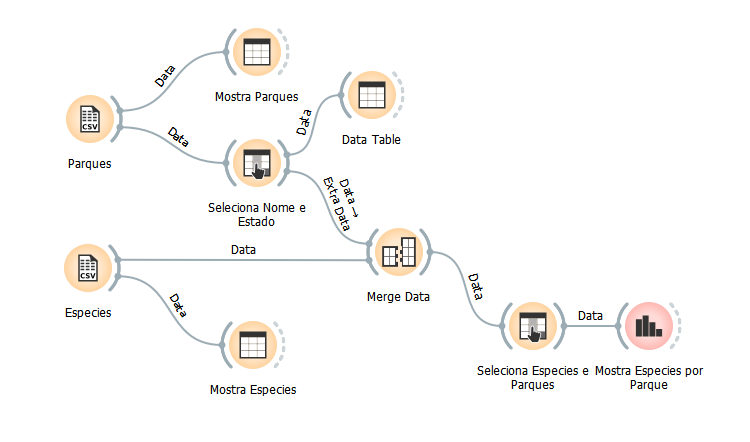 Data
Mostra Parques
CSV
Parques
Data
Data
Data Table
Seleciona Nome e
Estado
Data →
Extra Data
CSV
Especies
Data
Merge Data
Data
Mostra Especies
Data
Seleciona Especies e
Parques
Data
Mostra Especies por
Parque